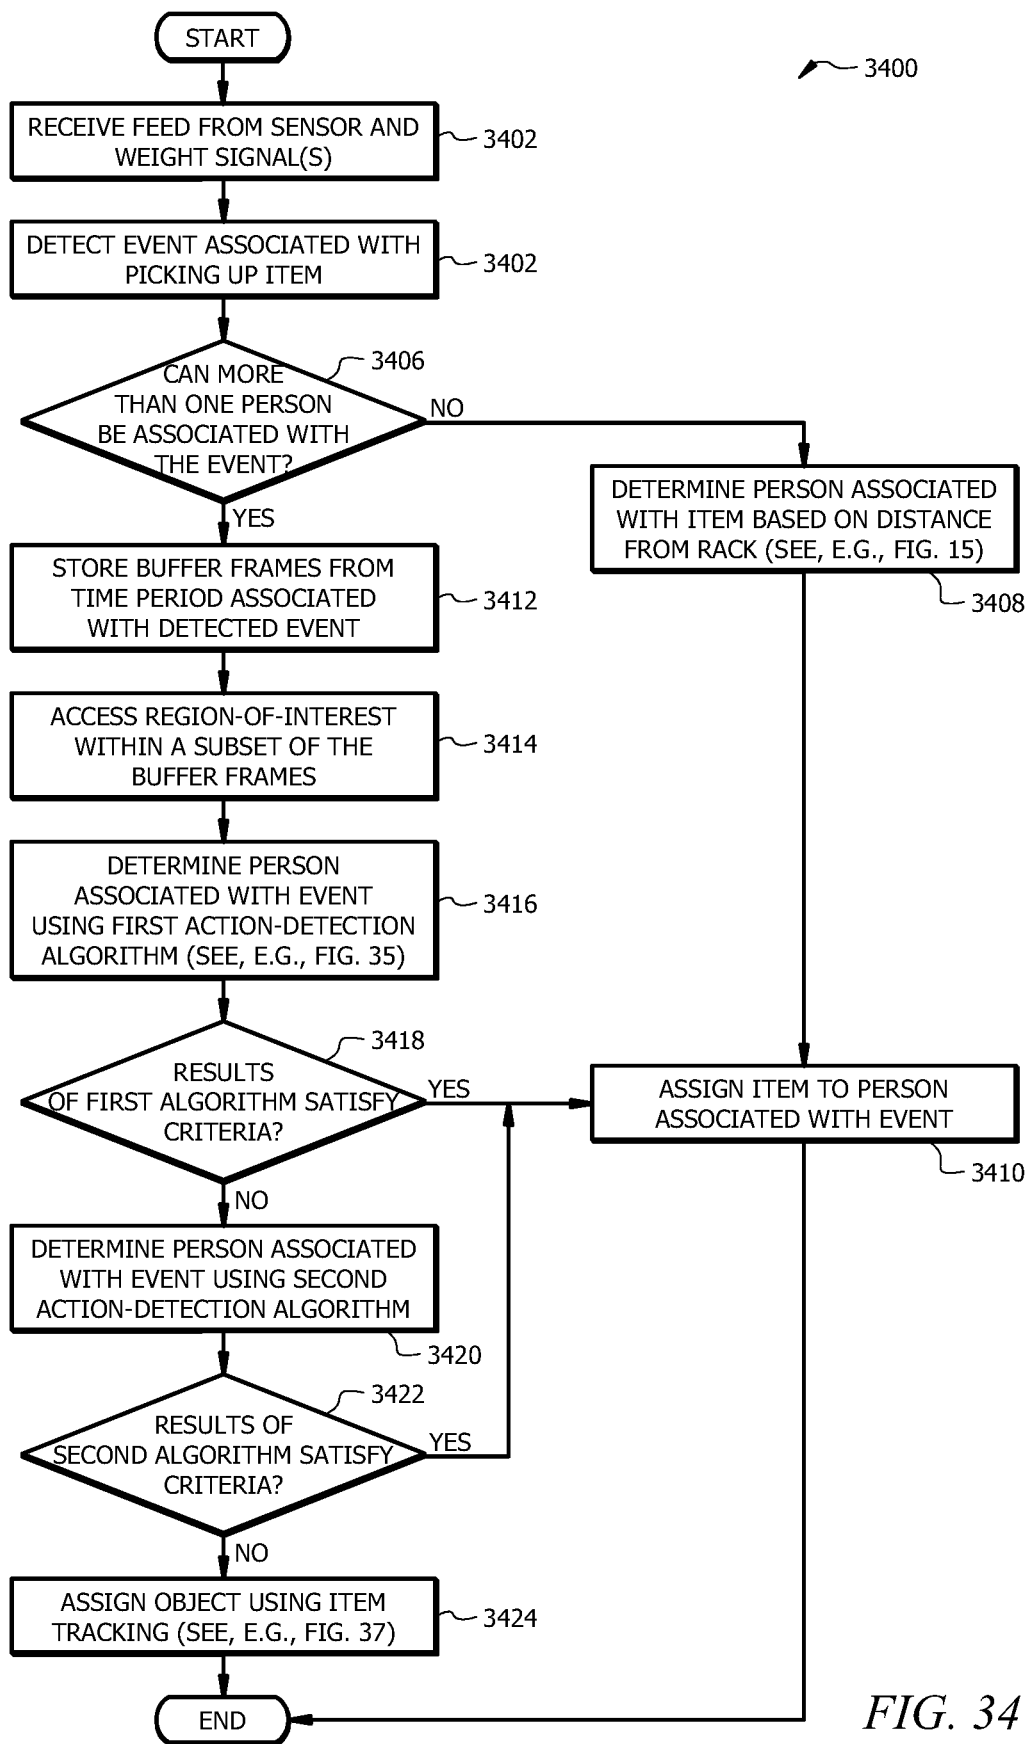 START
3400
RECEIVE FEED FROM SENSOR AND
WEIGHT SIGNAL(S)
3402
DETECT EVENT ASSOCIATED WITH
PICKING UP ITEM
3402
CAN MORE
THAN ONE PERSON
BE ASSOCIATED WITH
THE EVENT?
3406
NO
YES
DETERMINE PERSON ASSOCIATED
WITH ITEM BASED ON DISTANCE
FROM RACK (SEE, E.G., FIG. 15)
3408
STORE BUFFER FRAMES FROM
TIME PERIOD ASSOCIATED
WITH DETECTED EVENT
3412
ACCESS REGION-OF-INTEREST
WITHIN A SUBSET OF THE
BUFFER FRAMES
3414
DETERMINE PERSON
ASSOCIATED WITH EVENT
USING FIRST ACTION-DETECTION
ALGORITHM (SEE, E.G., FIG. 35)
3416
RESULTS
OF FIRST ALGORITHM SATISFY
CRITERIA?
3418
YES
NO
ASSIGN ITEM TO PERSON
ASSOCIATED WITH EVENT
3410
DETERMINE PERSON ASSOCIATED
WITH EVENT USING SECOND
ACTION-DETECTION ALGORITHM
3420
RESULTS OF
SECOND ALGORITHM SATISFY
CRITERIA?
3422
YES
NO
ASSIGN OBJECT USING ITEM
TRACKING (SEE, E.G., FIG. 37)
3424
END
FIG. 34